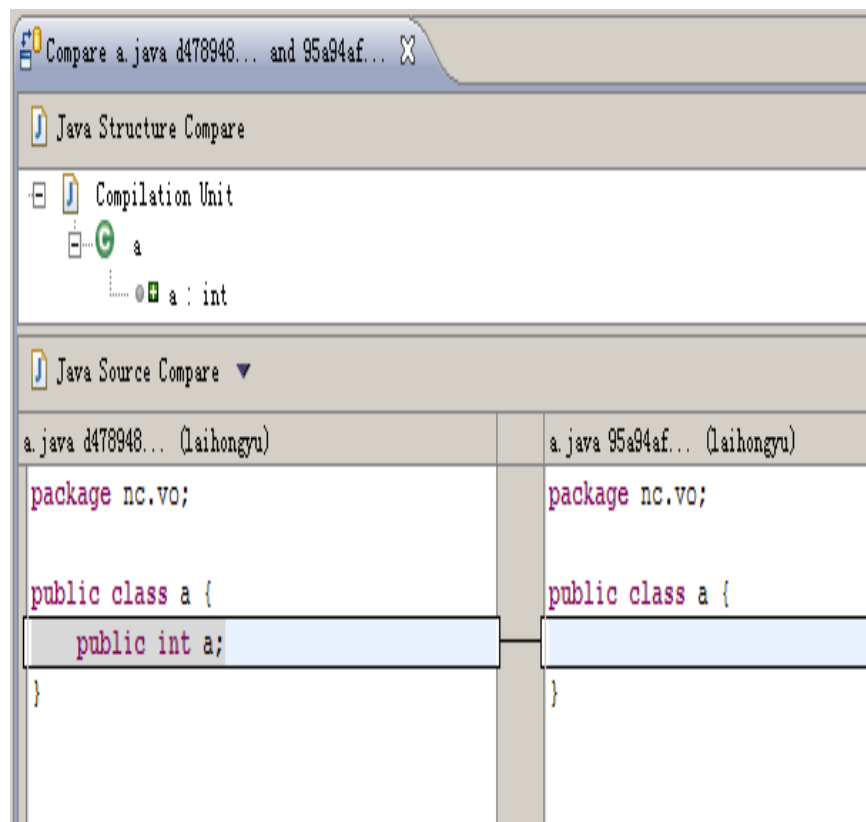 Compare a.java d478948... and 95a94af...
Java Structure Compare
Compilation Unit
a
a : int
Java Source Compare
a.java d478948... (laihongyu)
a.java 95a94af... (laihongyu)
package nc.vo;
public class a {
public int a;
}
package nc.vo;
public class a {
}